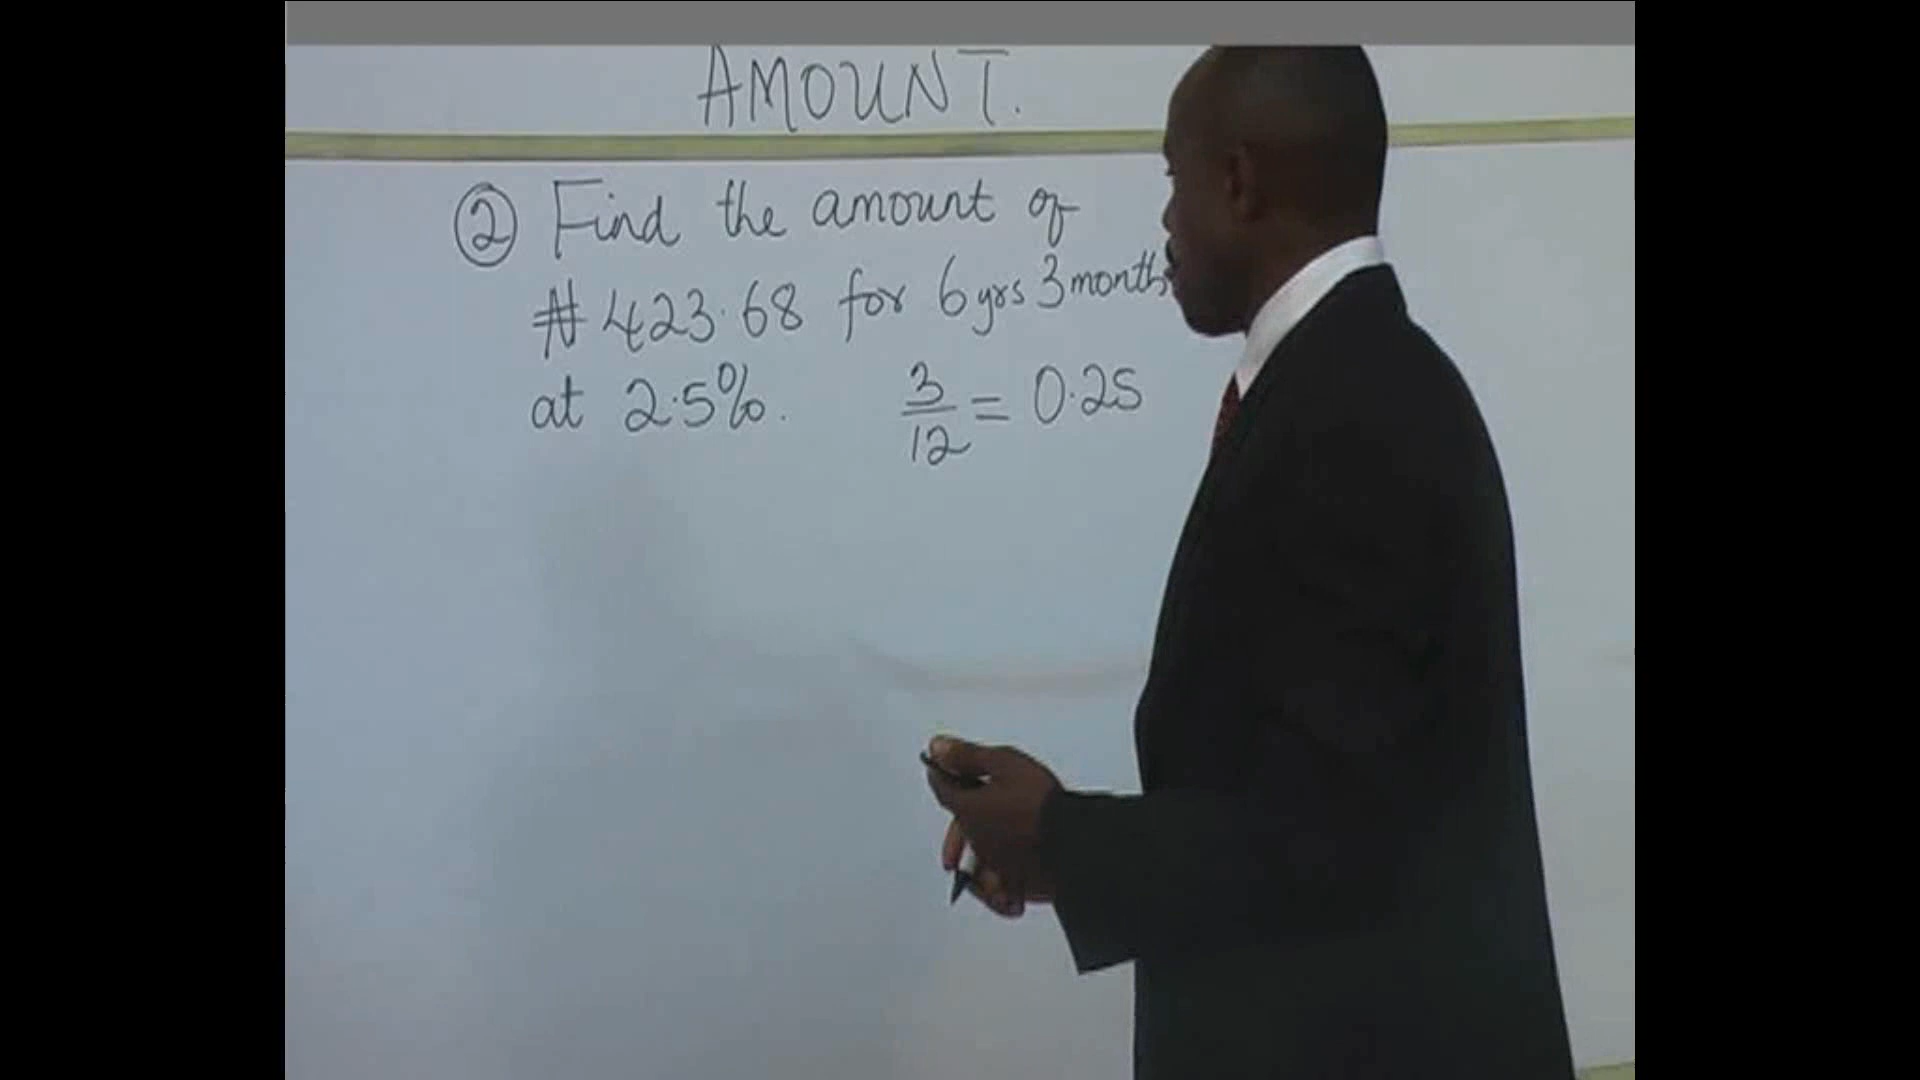 AMOUNT.
② Find the amount of
₦423.68 for 6yrs 3months
at 2.5%. 3/12 = 0.25